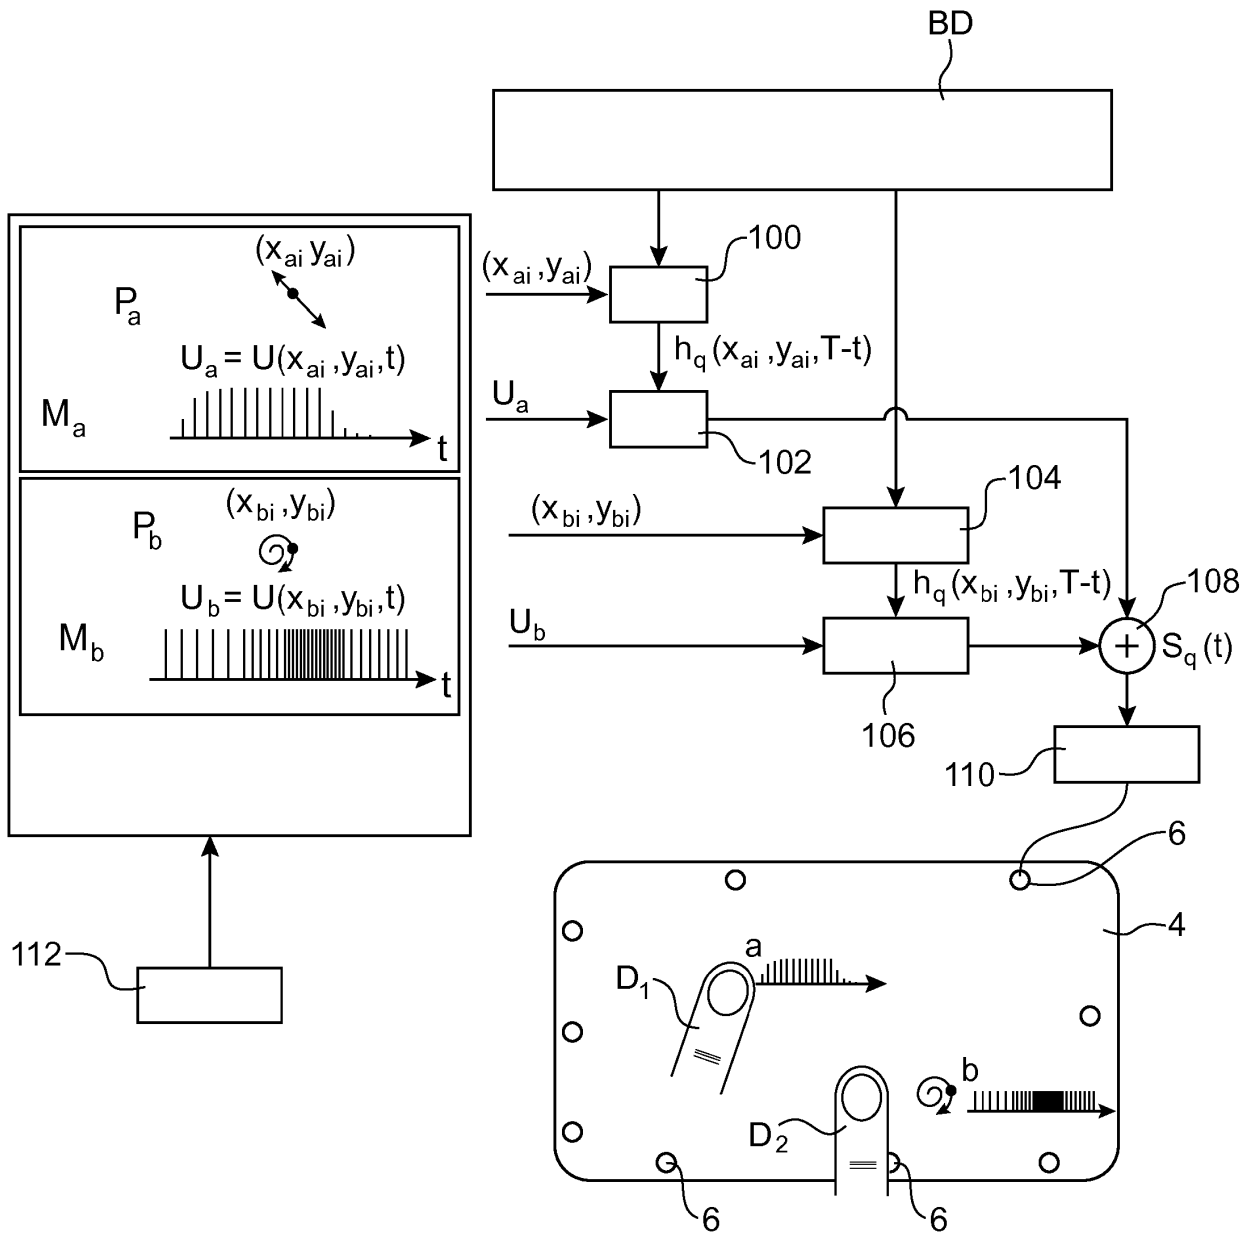 BD
100
(x_ai y_ai)
(x_ai, y_ai)
P_a
h_q(x_ai, y_ai, T-t)
U_a = U(x_ai, y_ai, t)
U_a
M_a
t
102
104
(x_bi, y_bi)
(x_bi, y_bi)
P_b
h_q(x_bi, y_bi, T-t)
108
U_b = U(x_bi, y_bi, t)
U_b
M_b
+
S_q(t)
t
106
110
6
4
112
a
D_1
b
D_2
6
6